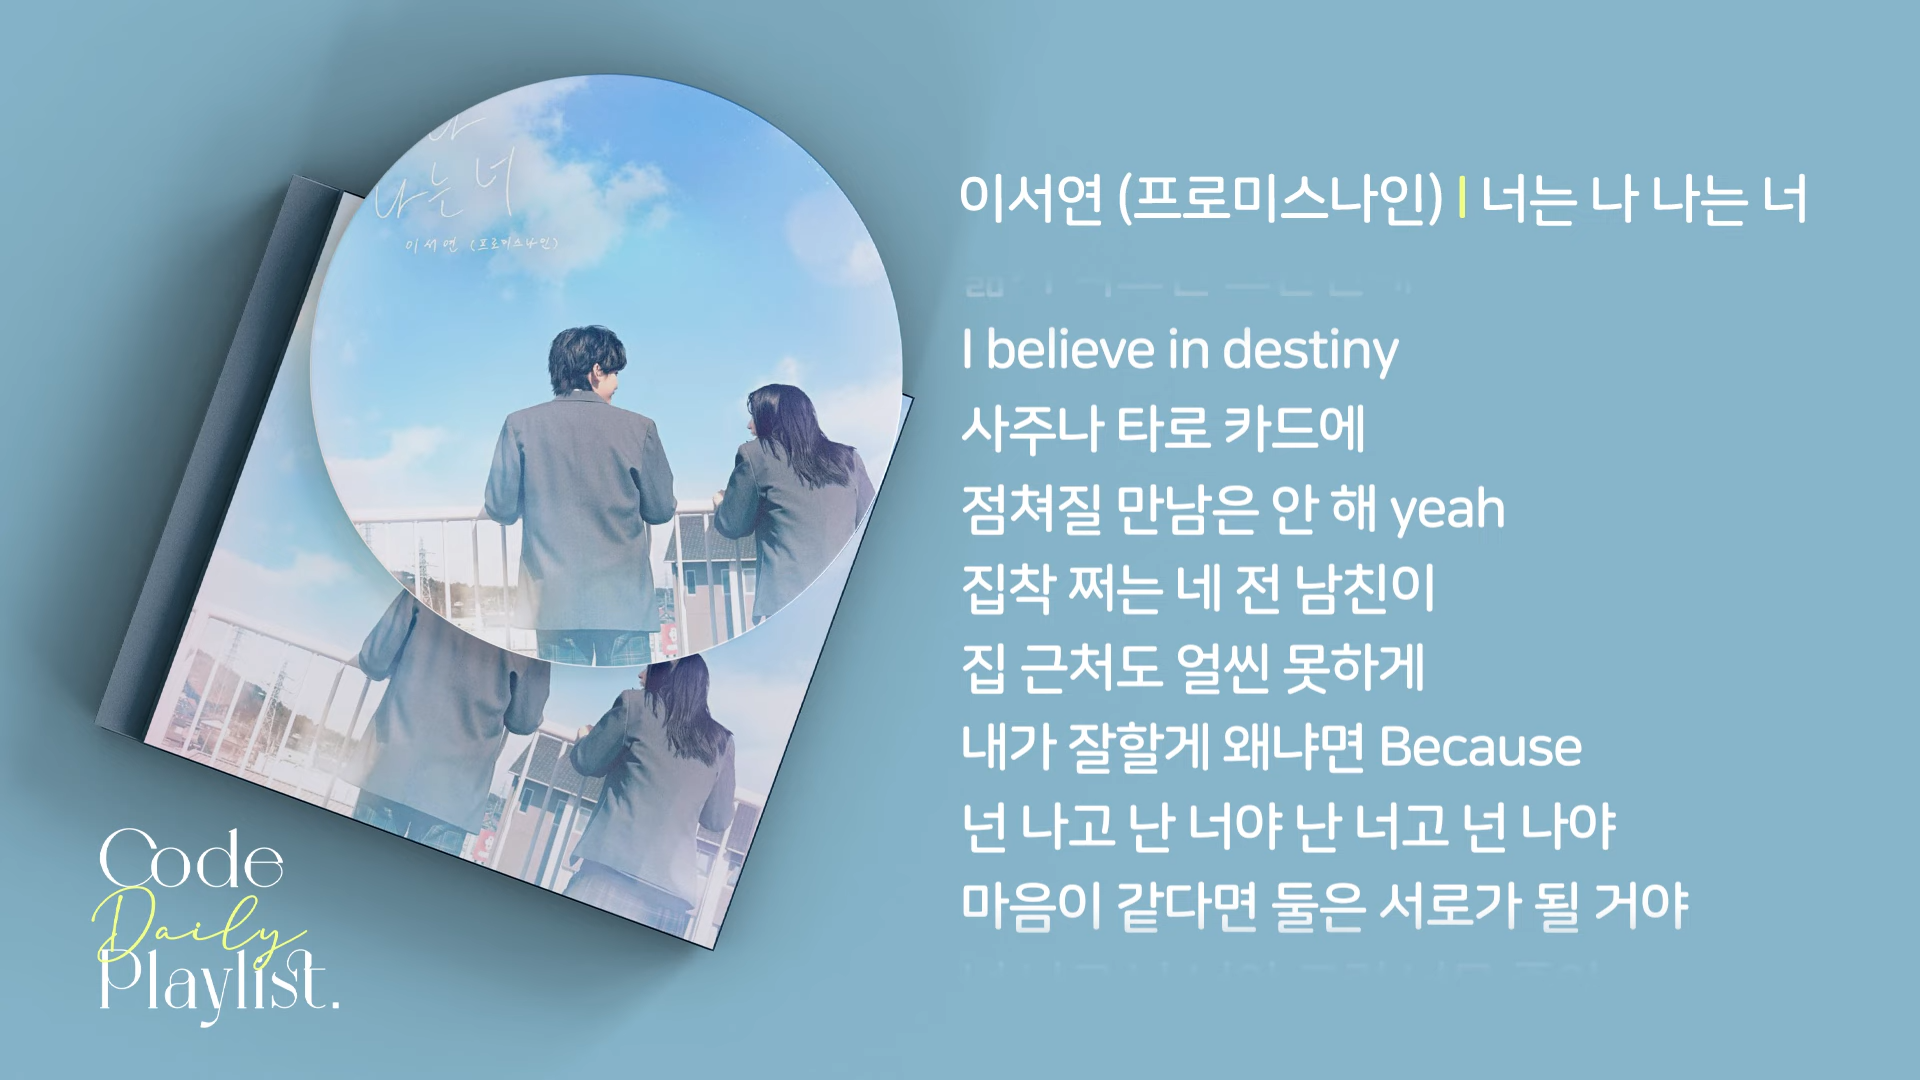 나
나는 너
이서연 (프로미스나인)
이서연 (프로미스나인) | 너는 나 나는 너
I believe in destiny
사주나 타로 카드에
점쳐질 만남은 안 해 yeah
집착 쩌는 네 전 남친이
집 근처도 얼씬 못하게
내가 잘할게 왜냐면 Because
넌 나고 난 너야 난 너고 넌 나야
마음이 같다면 둘은 서로가 될 거야
Code
Daily
Playlist.